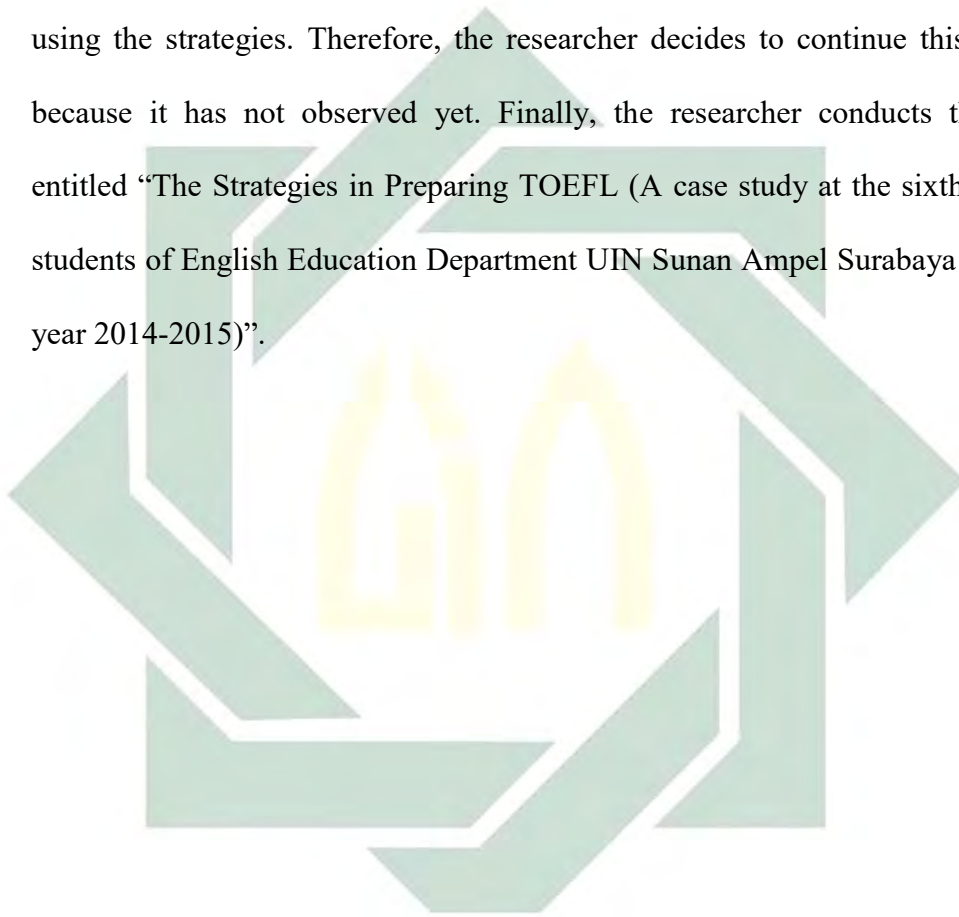 using the strategies. Therefore, the researcher decides to continue this
because it has not observed yet. Finally, the researcher conducts
entitled “The Strategies in Preparing TOEFL (A case study at the sixth
students of English Education Department UIN Sunan Ampel Surabaya
year 2014-2015)”.